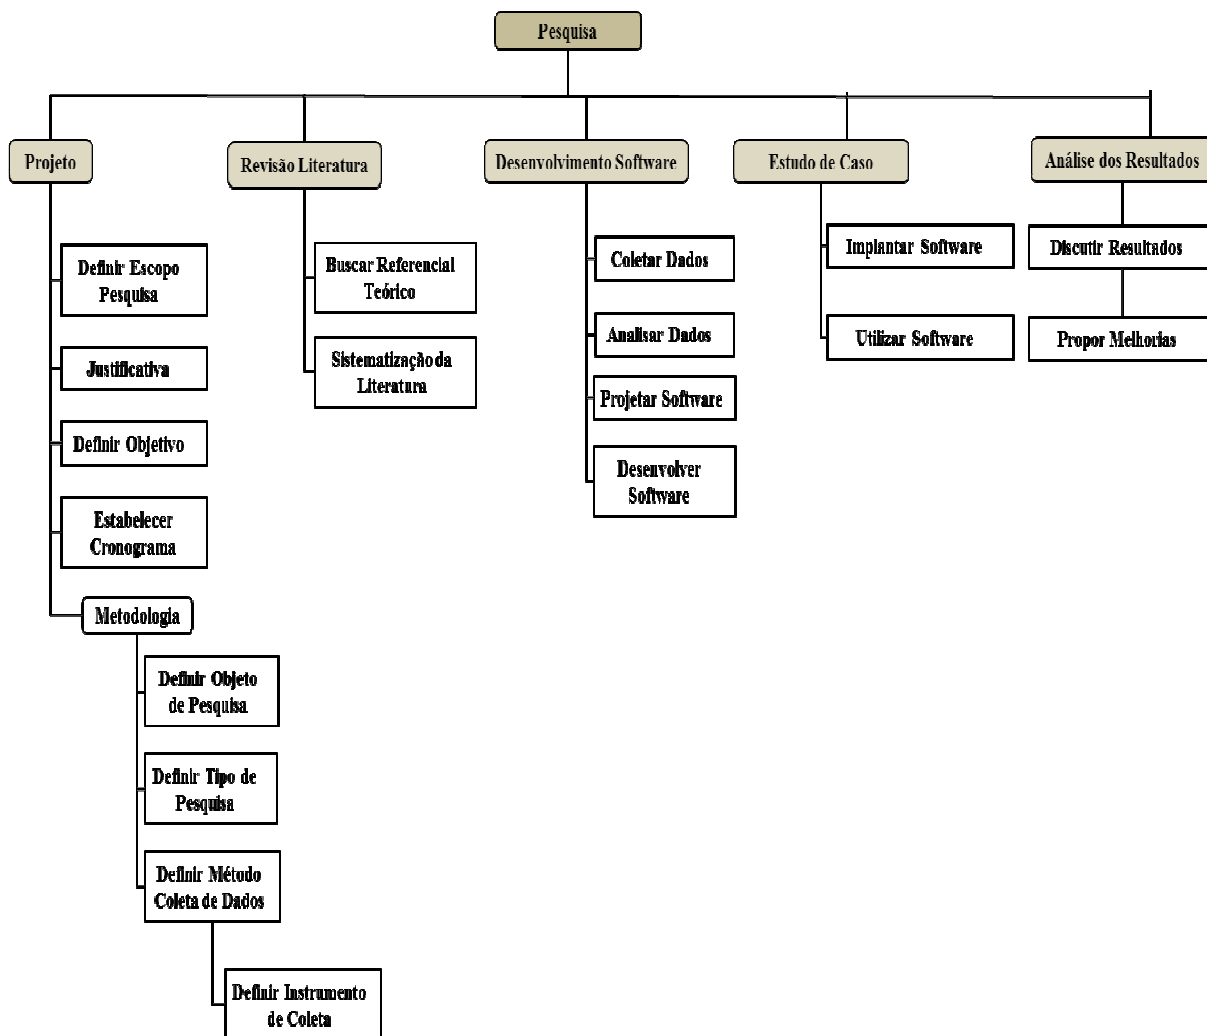 Pesquisa
Projeto
Revisão Literatura
Desenvolvimento Software
Estudo de Caso
Análise dos Resultados
Definir Escopo
Pesquisa
Justificativa
Definir Objetivo
Estabelecer
Cronograma
Metodologia
Definir Objeto
de Pesquisa
Definir Tipo de
Pesquisa
Definir Método
Coleta de Dados
Definir Instrumento
de Coleta
Buscar Referencial
Teórico
Sistematização da
Literatura
Coletar Dados
Analisar Dados
Projetar Software
Desenvolver
Software
Implantar Software
Utilizar Software
Discutir Resultados
Propor Melhorias